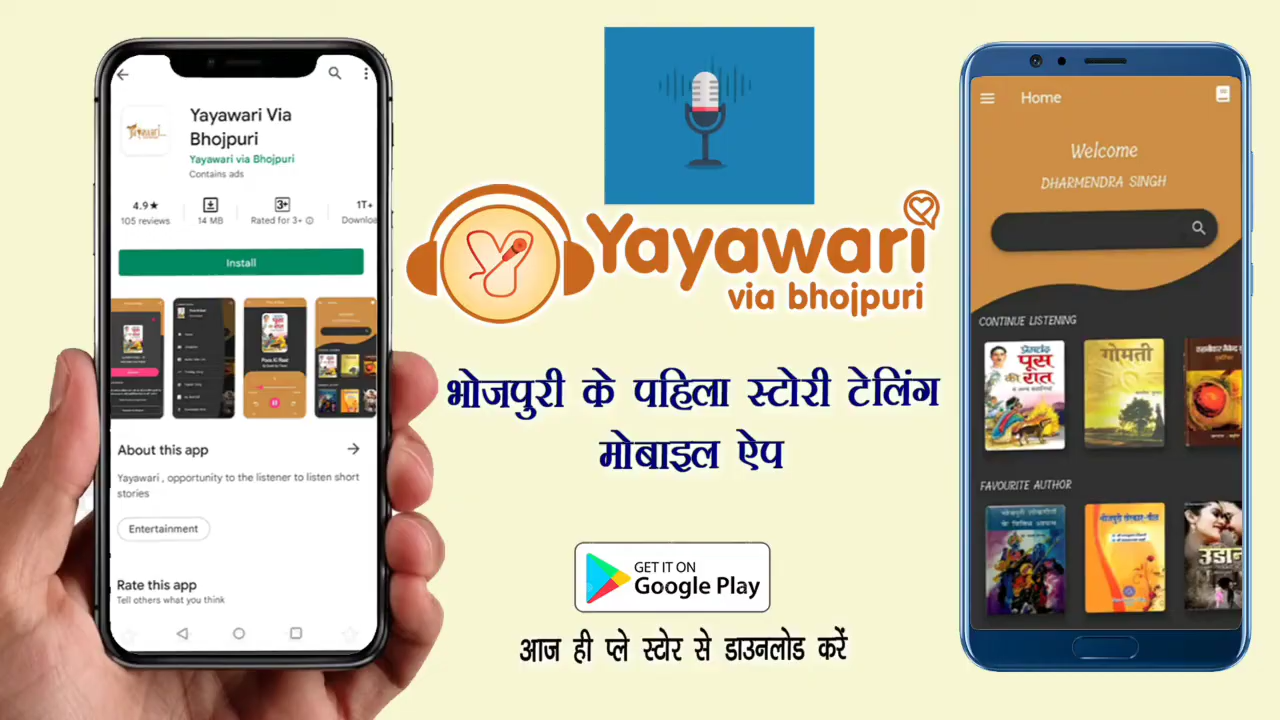 Yayawari Via
Bhojpuri
Yayawari via Bhojpuri
Contains ads
4.9★
105 reviews
14 MB
3+
Rated for 3+
1T+
Downloa
Install
About this app
Yayawari , opportunity to the listener to listen short
stories
Entertainment
Rate this app
Tell others what you think
Yayawari
via bhojpuri
भोजपुरी के पहिला स्टोरी टेलिंग
मोबाइल ऐप
GET IT ON
Google Play
आज ही प्ले स्टोर से डाउनलोड करें
Home
Welcome
DHARMENDRA SINGH
CONTINUE LISTENING
प्रेमचंद
पूस
की रात
गोमती
FAVOURITE AUTHOR
भोजपुरी संस्कार-गीत
उड़ान